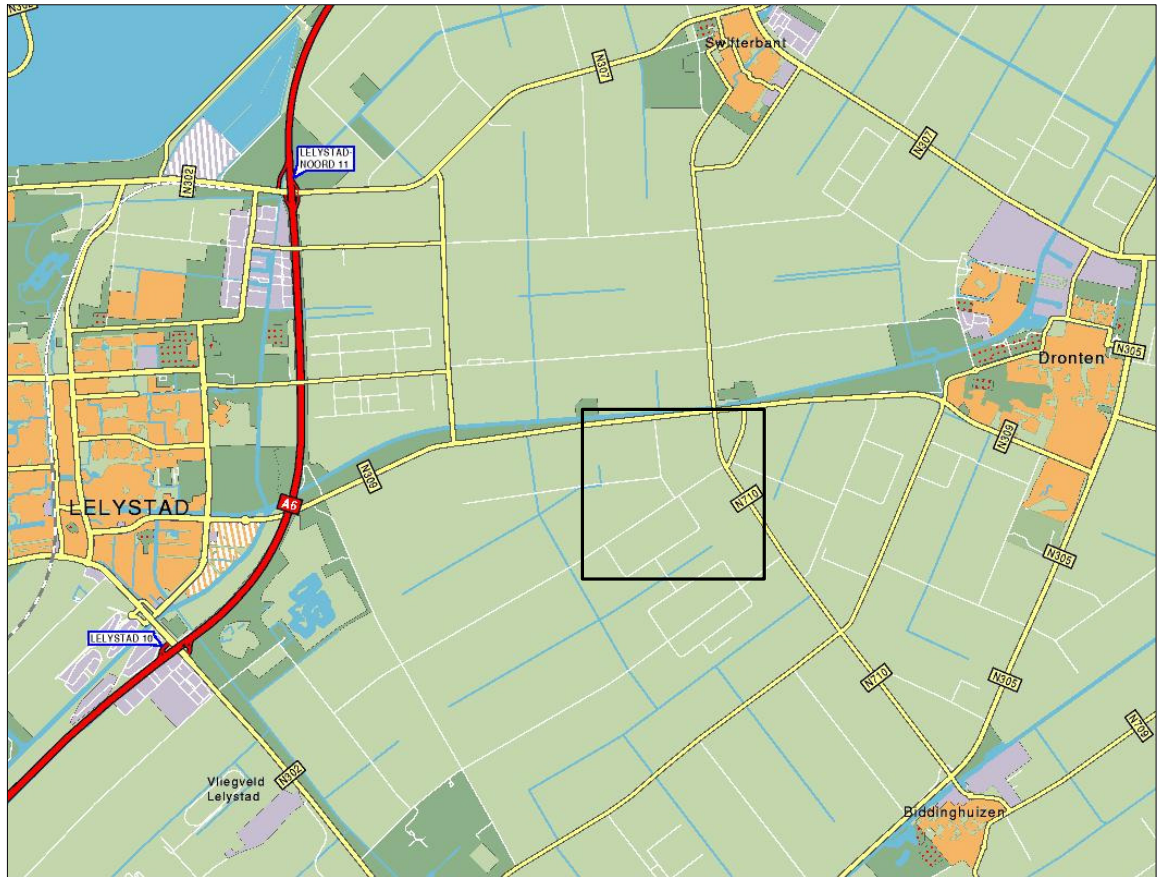 N302
Swifterbant
N307
LELYSTAD-
NOORD 11
N302
N307
N305
Dronten
N309
N309
LELYSTAD
A6
N710
N305
LELYSTAD 10
N710
N305
N709
N302
Vliegveld
Lelystad
Biddinghuizen